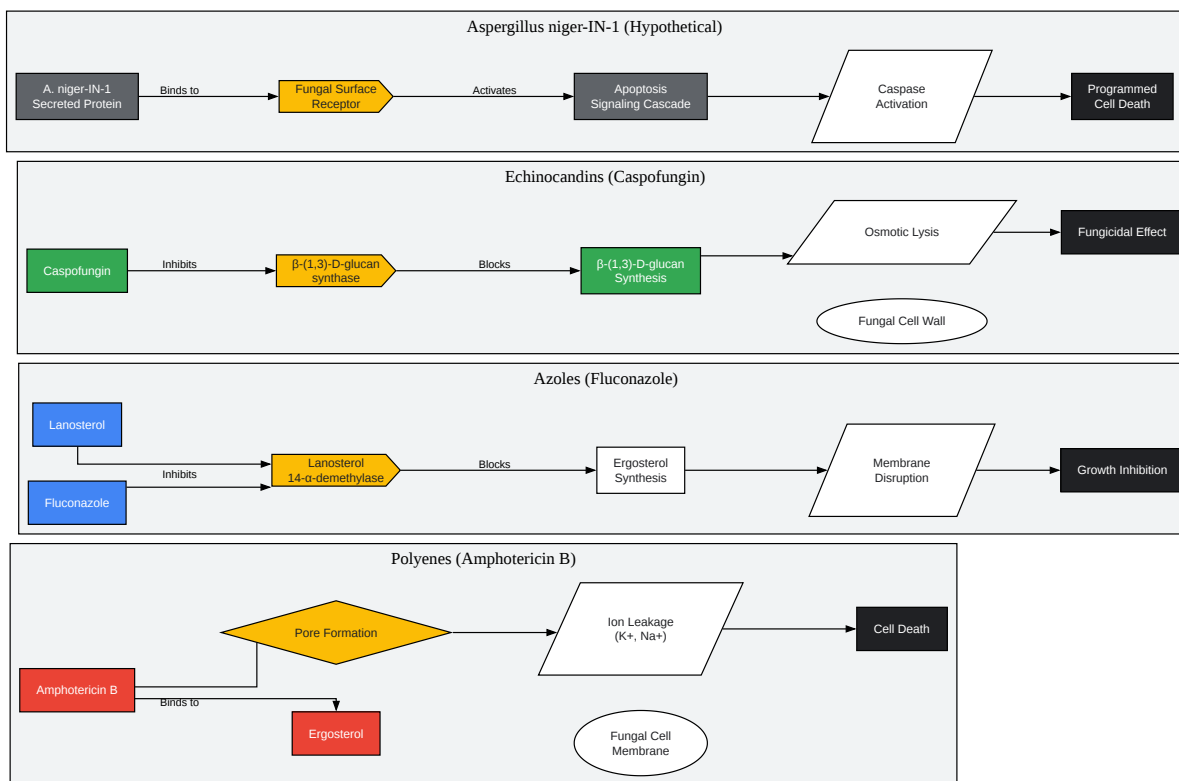 Aspergillus niger-IN-1 (Hypothetical)
A. niger-IN-1
Secreted Protein
Binds to
Fungal Surface
Receptor
Activates
Apoptosis
Signaling Cascade
Caspase
Activation
Programmed
Cell Death
Echinocandins (Caspofungin)
Caspofungin
Inhibits
β-(1,3)-D-glucan
synthase
Blocks
β-(1,3)-D-glucan
Synthesis
Osmotic Lysis
Fungicidal Effect
Fungal Cell Wall
Azoles (Fluconazole)
Lanosterol
Fluconazole
Inhibits
Lanosterol
14-α-demethylase
Blocks
Ergosterol
Synthesis
Membrane
Disruption
Growth Inhibition
Polyenes (Amphotericin B)
Amphotericin B
Binds to
Pore Formation
Ergosterol
Ion Leakage
(K+, Na+)
Cell Death
Fungal Cell
Membrane